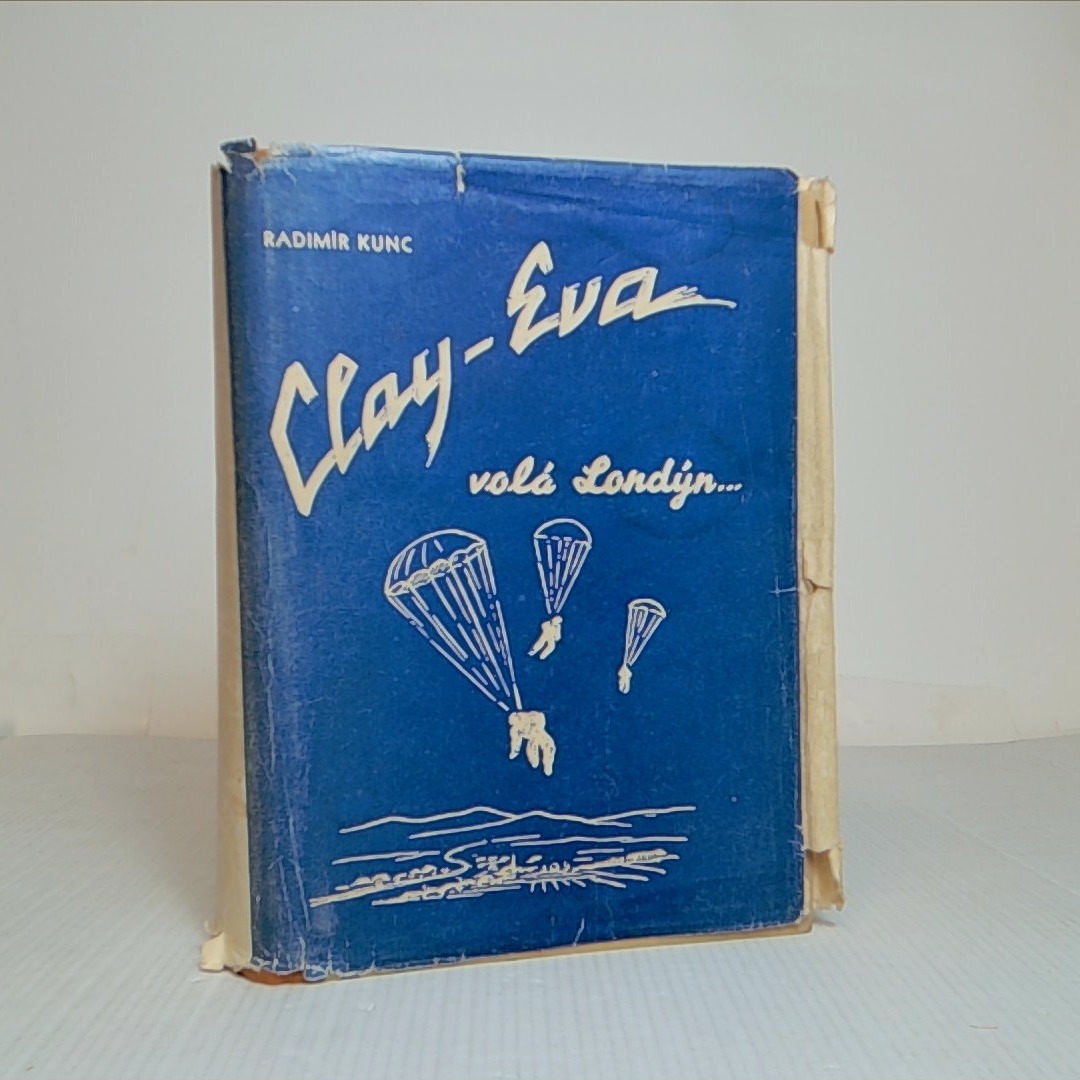 RADIMÍR KUNC
Clay-Eva
volá Londýn...